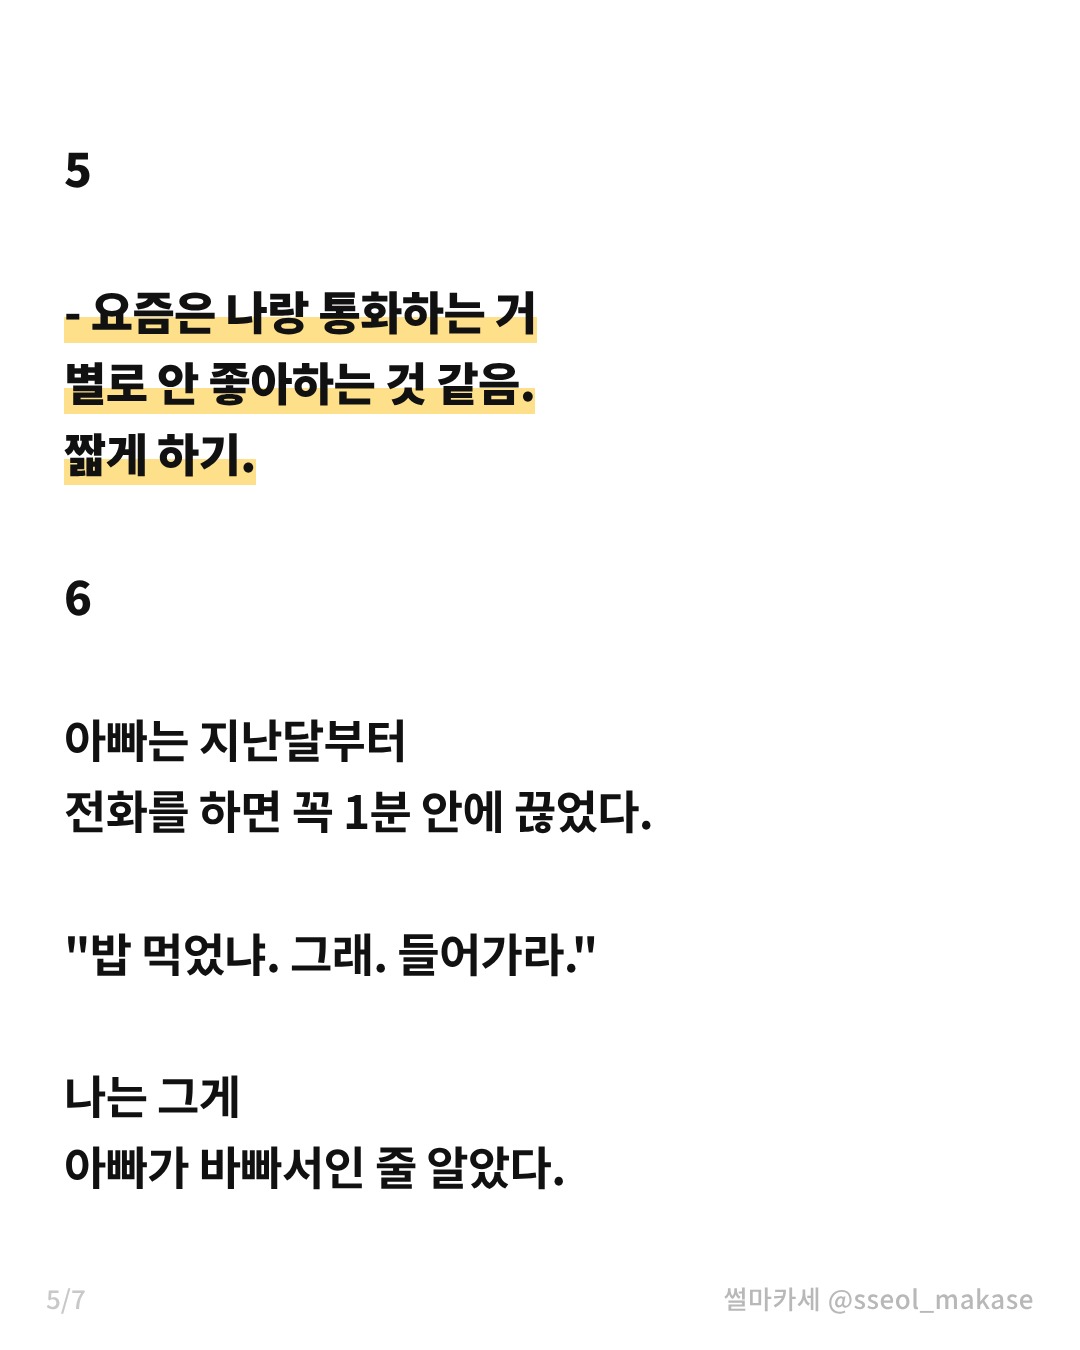 5
- 요즘은 나랑 통화하는 거
별로 안 좋아하는 것 같음.
짧게 하기.
6
아빠는 지난달부터
전화를 하면 꼭 1분 안에 끊었다.
"밥 먹었냐. 그래. 들어가라."
나는 그게
아빠가 바빠서인 줄 알았다.
5/7
썰마카세 @sseol_makase